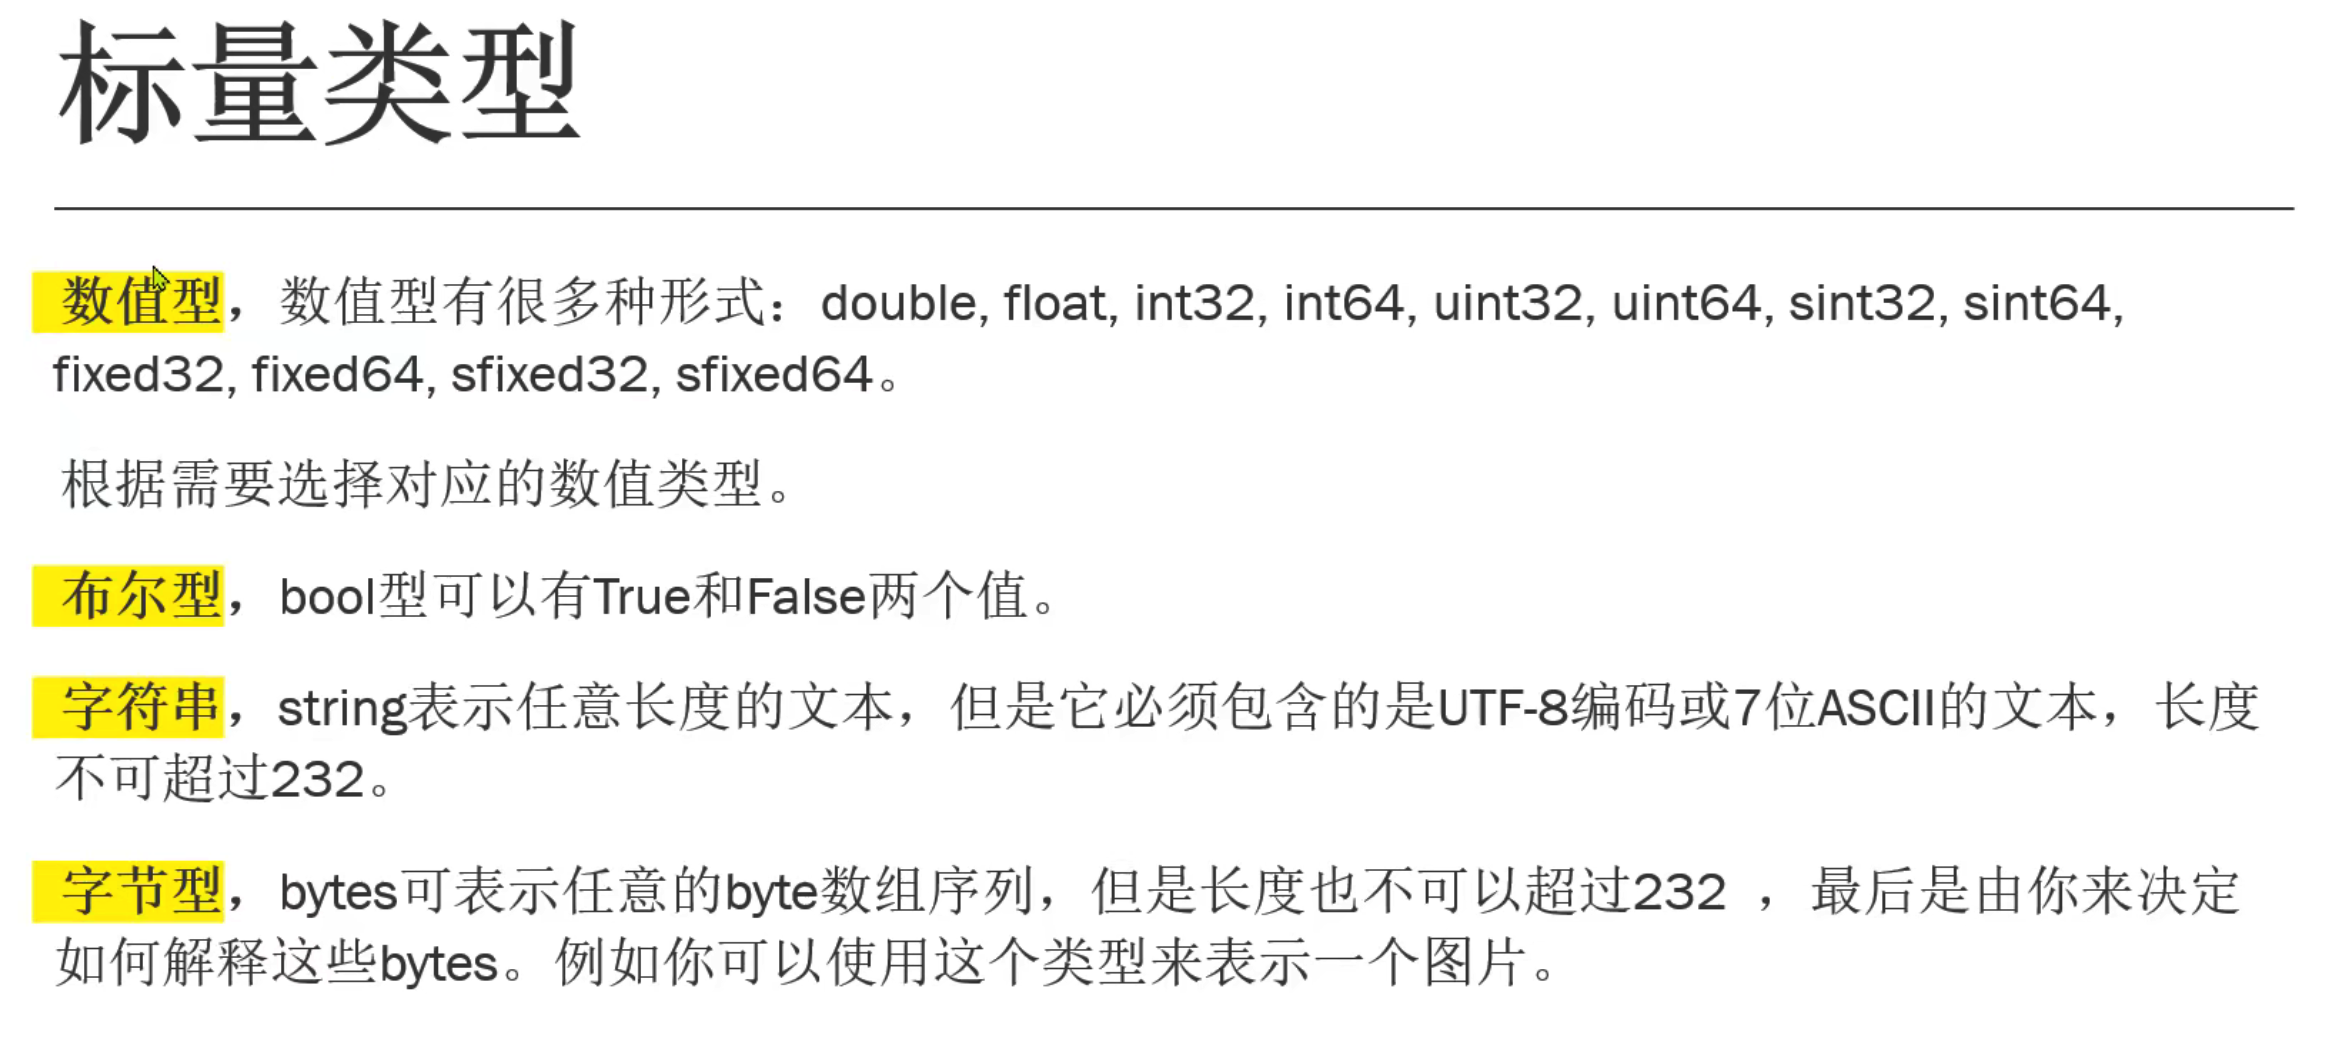 标量类型
数值型，数值型有很多种形式：double, float, int32, int64, uint32, uint64, sint32, sint64,
fixed32, fixed64, sfixed32, sfixed64。
根据需要选择对应的数值类型。
布尔型，bool型可以有True和False两个值。
字符串，string表示任意长度的文本，但是它必须包含的是UTF-8编码或7位ASCII的文本，长度
不可超过232。
字节型，bytes可表示任意的byte数组序列，但是长度也不可以超过232 ，最后是由你来决定
如何解释这些bytes。例如你可以使用这个类型来表示一个图片。